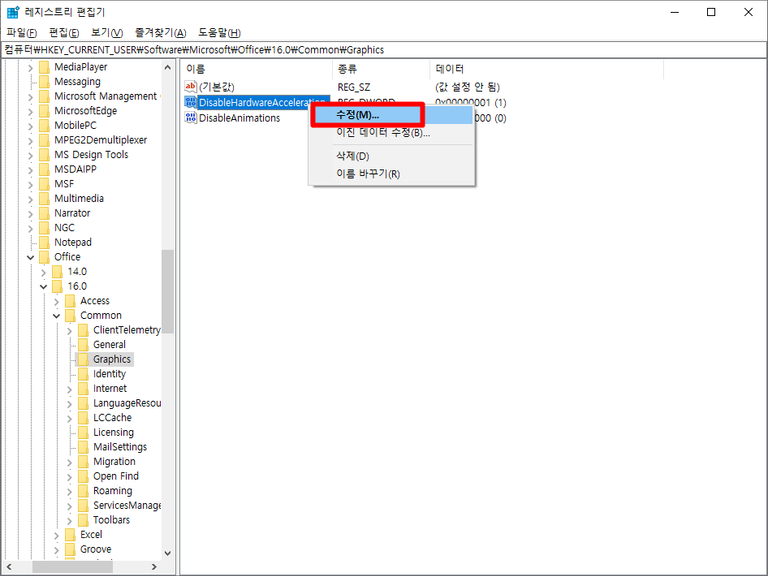 레지스트리 편집기
파일(F) 편집(E) 보기(V) 즐겨찾기(A) 도움말(H)
컴퓨터\HKEY_CURRENT_USER\Software\Microsoft\Office\16.0\Common\Graphics
MediaPlayer
Messaging
Microsoft Management
MicrosoftEdge
MobilePC
MPEG2Demultiplexer
MS Design Tools
MSDAIPP
MSF
Multimedia
Narrator
NGC
Notepad
Office
14.0
16.0
Access
Common
ClientTelemetry
General
Graphics
Identity
Internet
LanguageResou
LCCache
Licensing
MailSettings
Migration
Open Find
Roaming
ServicesManage
Toolbars
Excel
Groove
이름 종류 데이터
ab (기본값) REG_SZ (값 설정 안 됨)
DisableHardwareAcceleration REG_DWORD 0x00000001 (1)
DisableAnimations 000 (0)
수정(M)...
이진 데이터 수정(B)...
삭제(D)
이름 바꾸기(R)